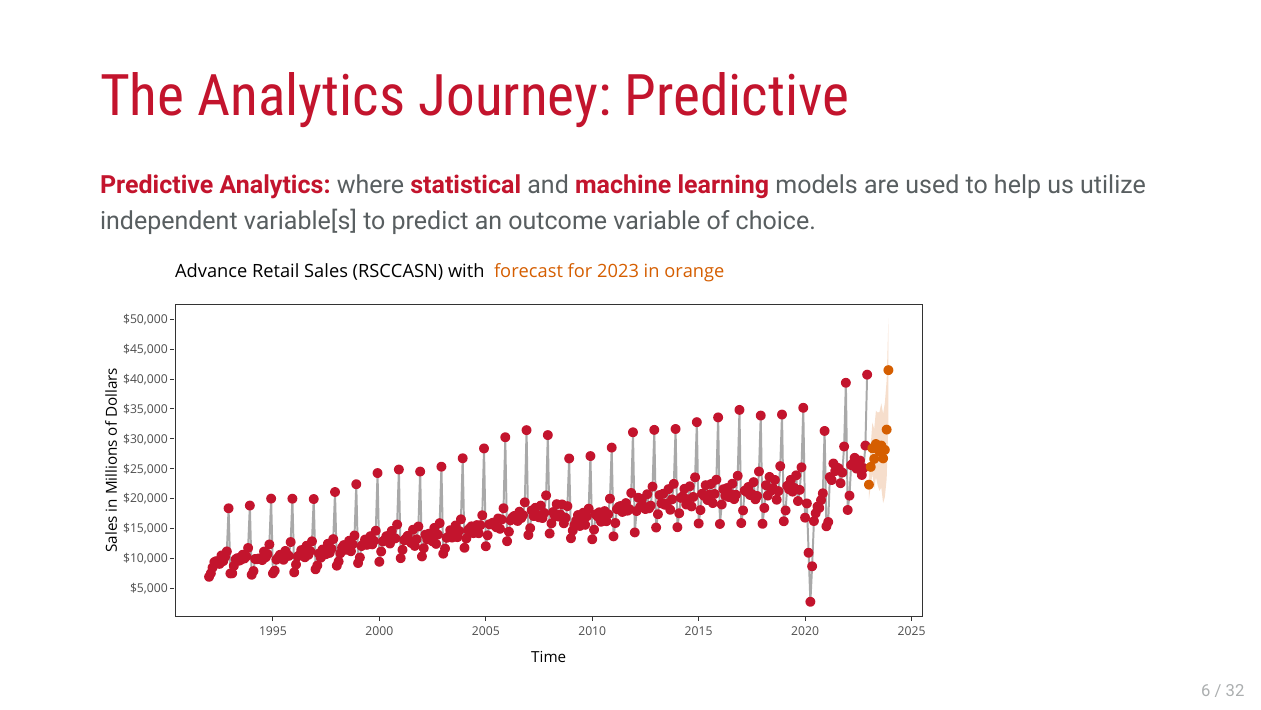 The Analytics Journey: Predictive
Predictive Analytics: where statistical and machine learning models are used to help us utilize
independent variable[s] to predict an outcome variable of choice.
Advance Retail Sales (RSCCASN) with forecast for 2023 in orange
Sales in Millions of Dollars
$50,000
$45,000
$40,000
$35,000
$30,000
$25,000
$20,000
$15,000
$10,000
$5,000
1995 2000 2005 2010 2015 2020 2025
Time
6 / 32